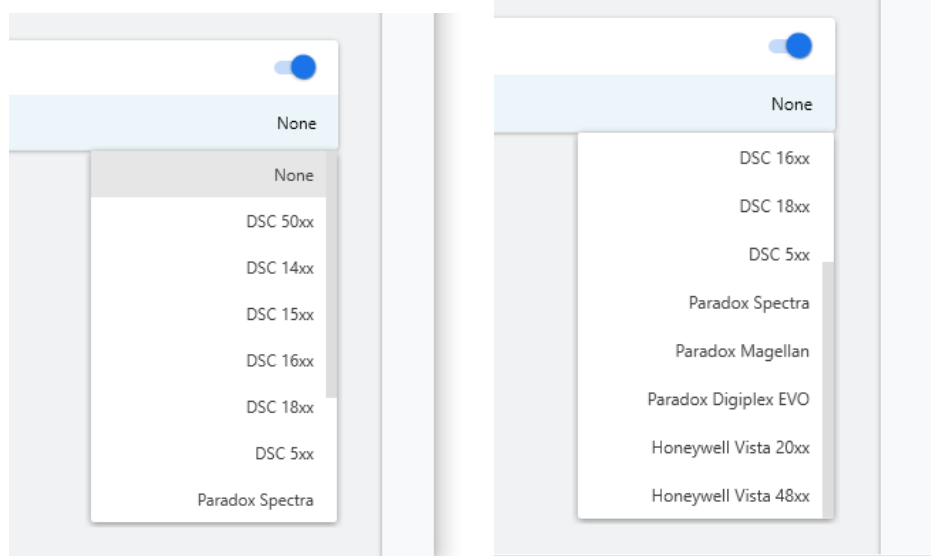 None
None
DSC 50xx
DSC 14xx
DSC 15xx
DSC 16xx
DSC 18xx
DSC 5xx
Paradox Spectra
None
DSC 16xx
DSC 18xx
DSC 5xx
Paradox Spectra
Paradox Magellan
Paradox Digiplex EVO
Honeywell Vista 20xx
Honeywell Vista 48xx